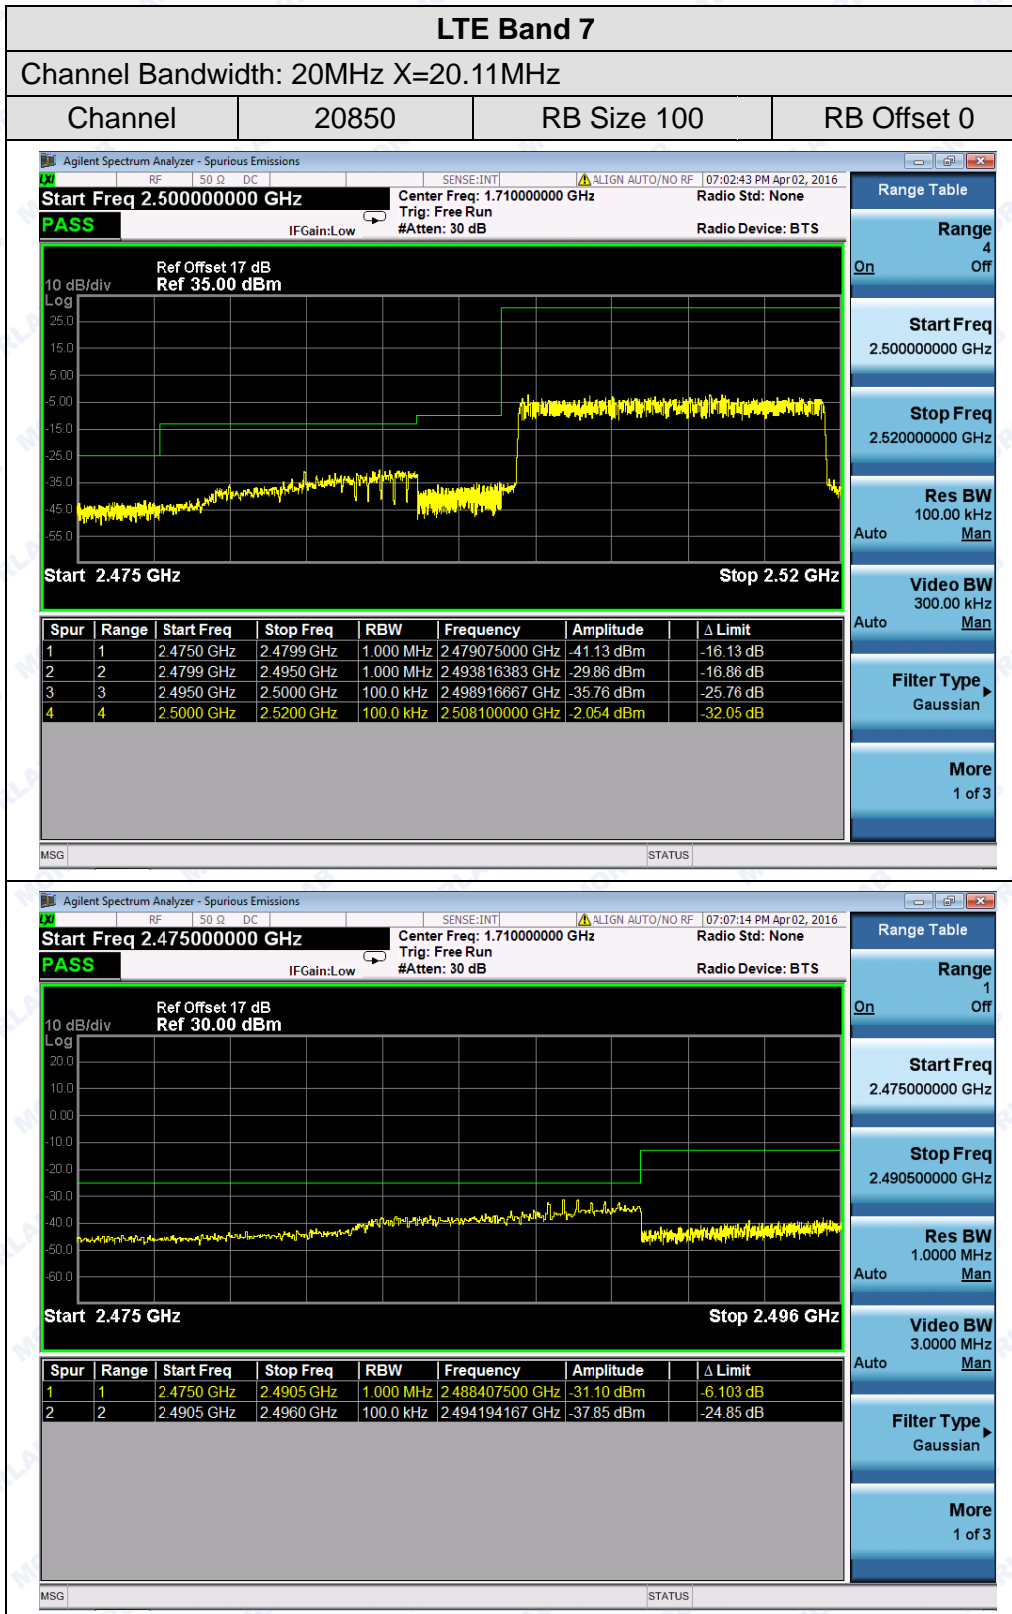 LTE Band 7
Channel Bandwidth: 20MHz X=20.11MHz
Channel 20850 RB Size 100 RB Offset 0
Agilent Spectrum Analyzer - Spurious Emissions
LXI RF 50 Ω DC SENSE:INT ALIGN AUTO/NO RF 07:02:43 PM Apr 02, 2016
Start Freq 2.500000000 GHz Center Freq: 1.710000000 GHz Radio Std: None
Trig: Free Run
PASS IFGain:Low #Atten: 30 dB Radio Device: BTS
Ref Offset 17 dB
10 dB/div Ref 35.00 dBm
Log
25.0
15.0
5.00
-5.00
-15.0
-25.0
-35.0
-45.0
-55.0
Start 2.475 GHz Stop 2.52 GHz
Spur Range Start Freq Stop Freq RBW Frequency Amplitude Δ Limit
1 1 2.4750 GHz 2.4799 GHz 1.000 MHz 2.479075000 GHz -41.13 dBm -16.13 dB
2 2 2.4799 GHz 2.4950 GHz 1.000 MHz 2.493816383 GHz -29.86 dBm -16.86 dB
3 3 2.4950 GHz 2.5000 GHz 100.0 kHz 2.498916667 GHz -35.76 dBm -25.76 dB
4 4 2.5000 GHz 2.5200 GHz 100.0 kHz 2.508100000 GHz -2.054 dBm -32.05 dB
MSG STATUS
Range Table
Range
4
On Off
Start Freq
2.500000000 GHz
Stop Freq
2.520000000 GHz
Res BW
100.00 kHz
Auto Man
Video BW
300.00 kHz
Auto Man
Filter Type
Gaussian
More
1 of 3
Agilent Spectrum Analyzer - Spurious Emissions
LXI RF 50 Ω DC SENSE:INT ALIGN AUTO/NO RF 07:07:14 PM Apr 02, 2016
Start Freq 2.475000000 GHz Center Freq: 1.710000000 GHz Radio Std: None
Trig: Free Run
PASS IFGain:Low #Atten: 30 dB Radio Device: BTS
Ref Offset 17 dB
10 dB/div Ref 30.00 dBm
Log
20.0
10.0
0.00
-10.0
-20.0
-30.0
-40.0
-50.0
-60.0
Start 2.475 GHz Stop 2.496 GHz
Spur Range Start Freq Stop Freq RBW Frequency Amplitude Δ Limit
1 1 2.4750 GHz 2.4905 GHz 1.000 MHz 2.488407500 GHz -31.10 dBm -6.103 dB
2 2 2.4905 GHz 2.4960 GHz 100.0 kHz 2.494194167 GHz -37.85 dBm -24.85 dB
MSG STATUS
Range Table
Range
1
On Off
Start Freq
2.475000000 GHz
Stop Freq
2.490500000 GHz
Res BW
1.0000 MHz
Auto Man
Video BW
3.0000 MHz
Auto Man
Filter Type
Gaussian
More
1 of 3